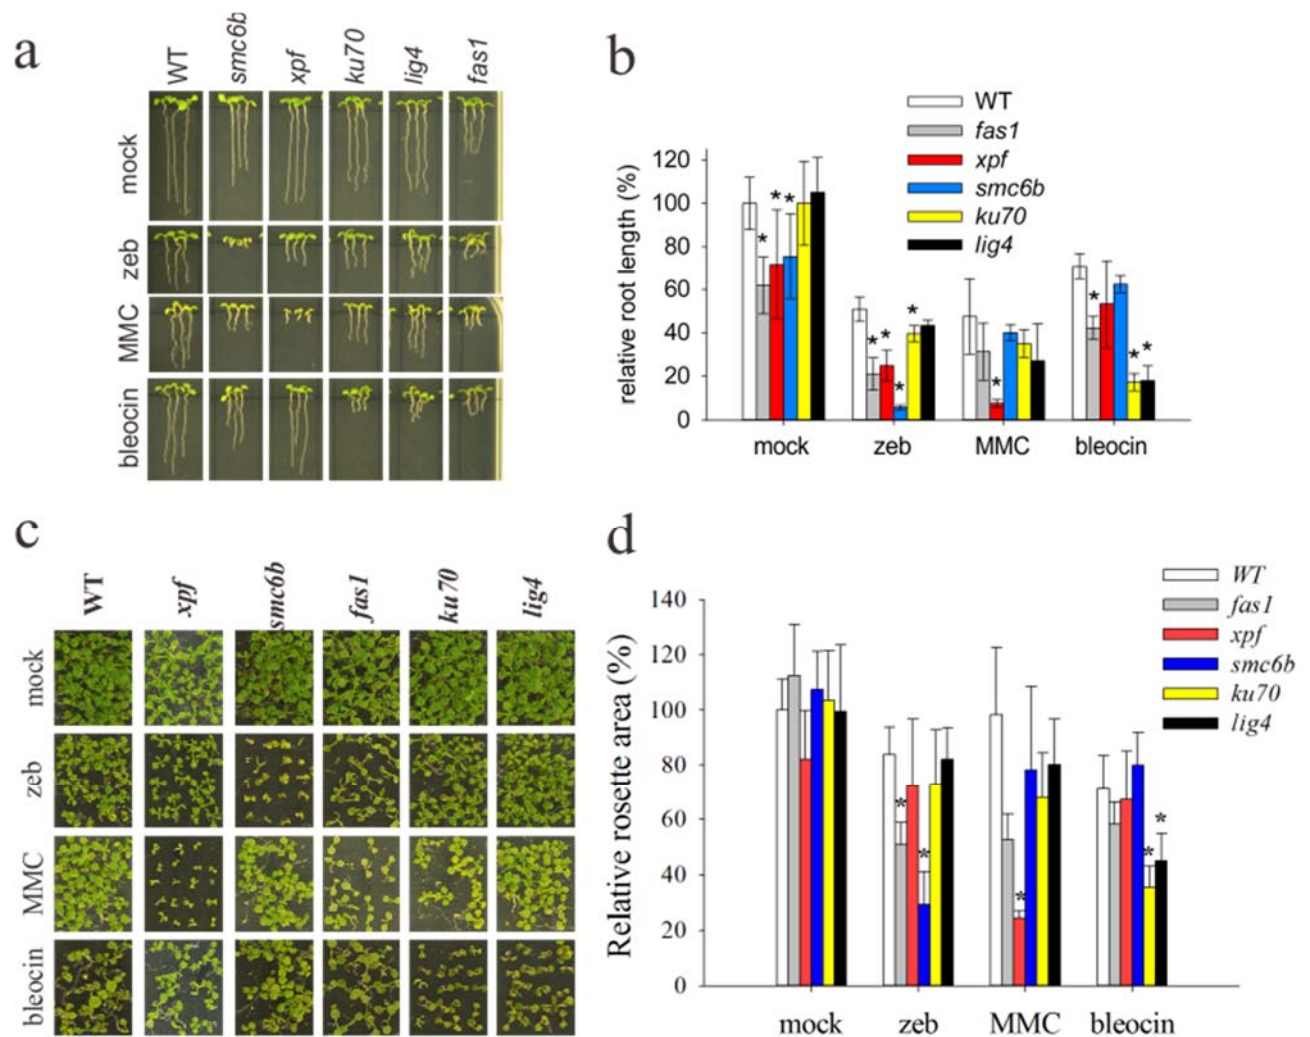 a
WT
smc6b
xpf
ku70
lig4
fas1
mock
zeb
MMC
bleocin
b
WT
fas1
xpf
smc6b
ku70
lig4
relative root length (%)
120
100
80
60
40
20
0
* * *
* * * *
*
* * *
mock zeb MMC bleocin
c
WT
xpf
smc6b
fas1
ku70
lig4
mock
zeb
MMC
bleocin
d
WT
fas1
xpf
smc6b
ku70
lig4
Relative rosette area (%)
140
120
100
80
60
40
20
0
* *
*
* *
mock zeb MMC bleocin